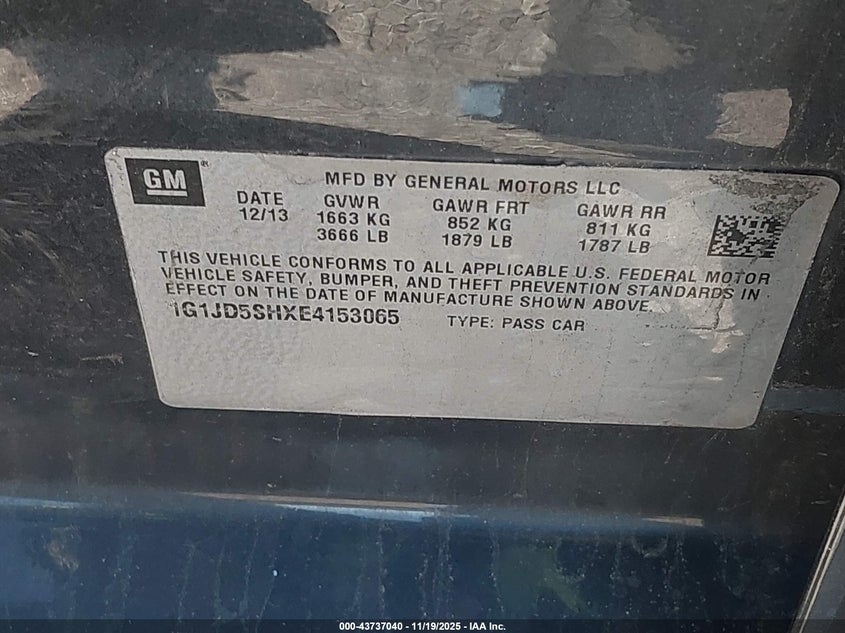 GM®
MFD BY GENERAL MOTORS LLC
DATE GVWR GAWR FRT GAWR RR
12/13 1663 KG 852 KG 811 KG
3666 LB 1879 LB 1787 LB
THIS VEHICLE CONFORMS TO ALL APPLICABLE U.S. FEDERAL MOTOR
VEHICLE SAFETY, BUMPER, AND THEFT PREVENTION STANDARDS IN
EFFECT ON THE DATE OF MANUFACTURE SHOWN ABOVE.
1G1JD5SHXE4153065 TYPE: PASS CAR
000-43737040 - 11/19/2025 - IAA Inc.